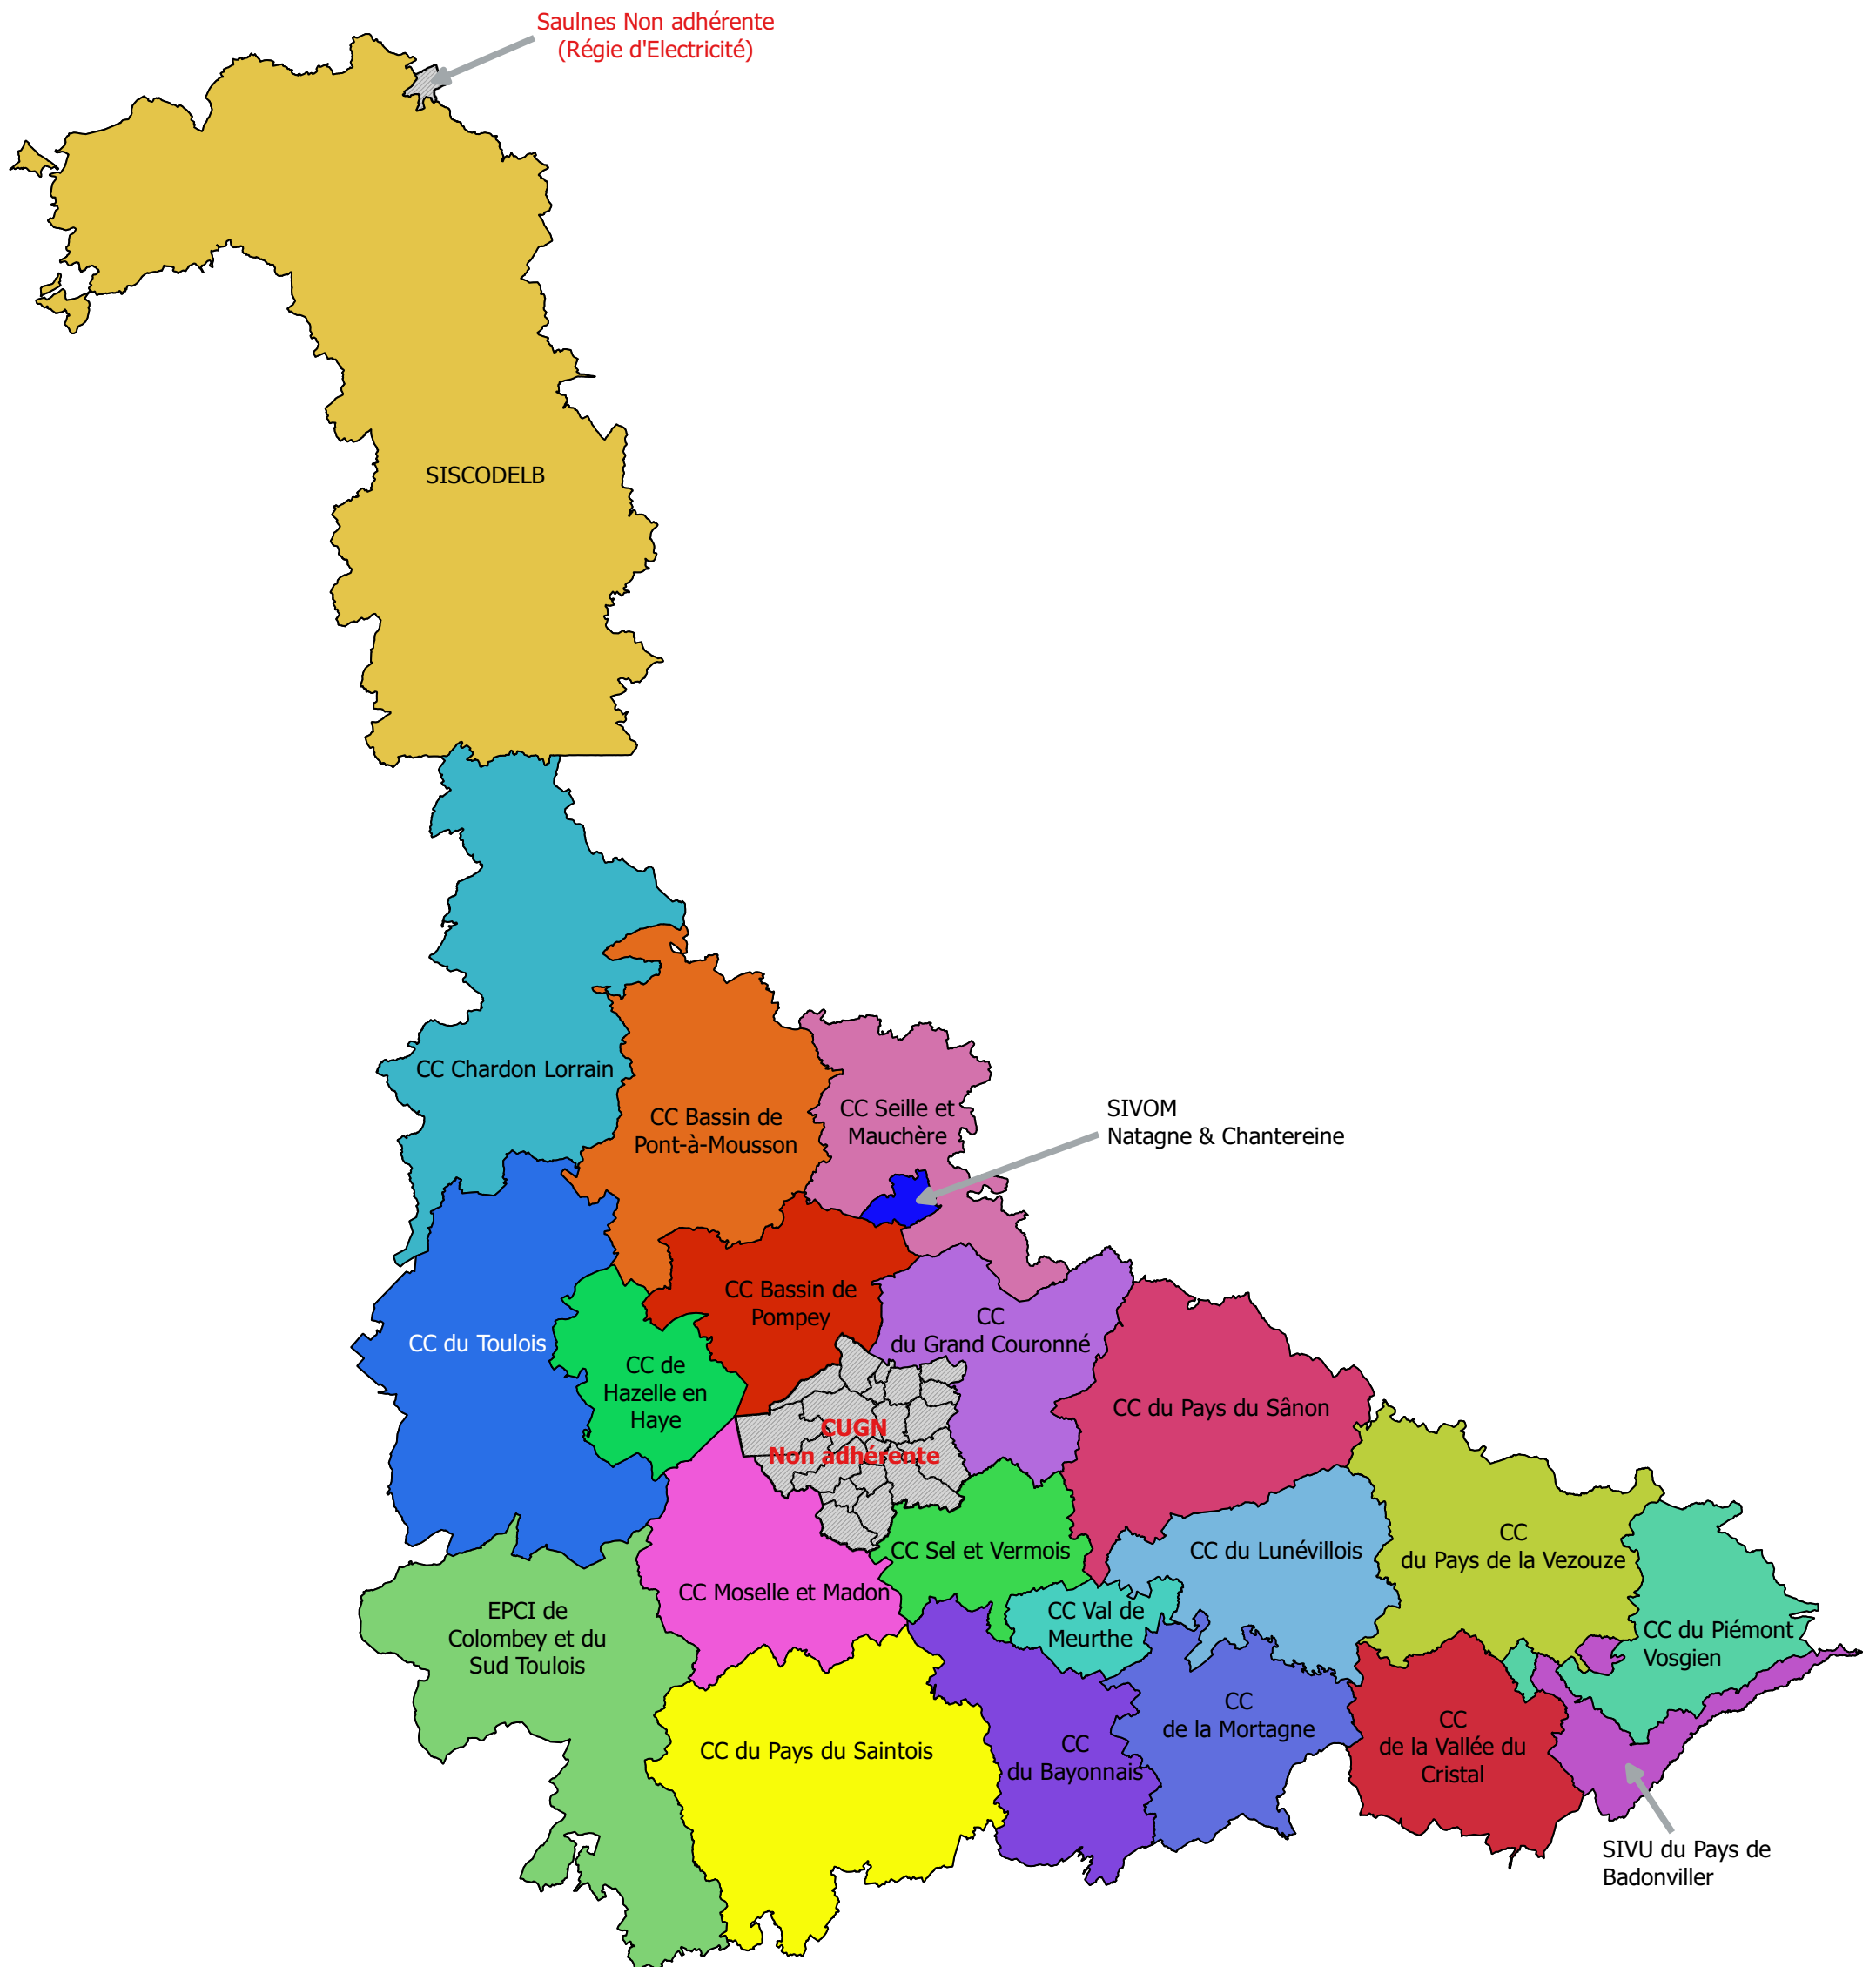 Saulnes Non adhérente
(Régie d'Electricité)
SISCODELB
CC Chardon Lorrain
CC Bassin de
Pont-à-Mousson
CC Seille et
Mauchère
SIVOM
Natagne & Chantereine
CC Bassin de
Pompey
CC
du Grand Couronné
CC du Toulois
CC de
Hazelle en
Haye
CC du Pays du Sânon
CUGN
Non adhérente
CC Sel et Vermois
CC du Lunévillois
CC
du Pays de la Vezouze
CC Moselle et Madon
EPCI de
Colombey et du
Sud Toulois
CC Val de
Meurthe
CC du Piémont
Vosgien
CC
de la Mortagne
CC
de la Vallée du
Cristal
CC du Pays du Saintois
CC
du Bayonnais
SIVU du Pays de
Badonviller